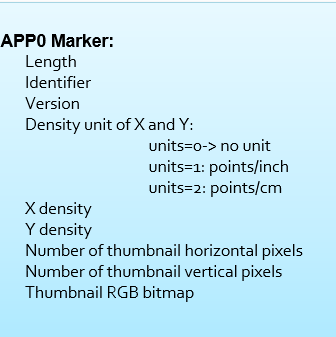 APP0 Marker:
Length
Identifier
Version
Density unit of X and Y:
units=0-> no unit
units=1: points/inch
units=2: points/cm
X density
Y density
Number of thumbnail horizontal pixels
Number of thumbnail vertical pixels
Thumbnail RGB bitmap